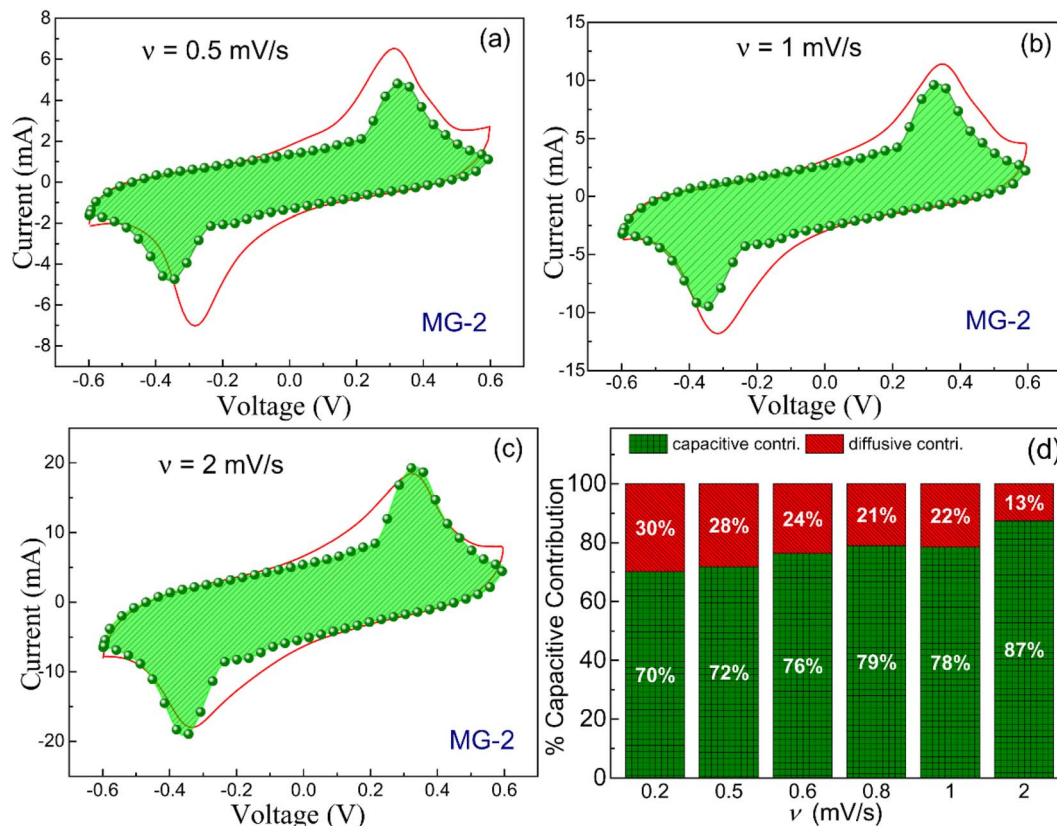 (a)
ν = 0.5 mV/s
8
6
4
2
0
-2
-4
-6
-8
Current (mA)
MG-2
-0.6 -0.4 -0.2 0.0 0.2 0.4 0.6
Voltage (V)
(b)
ν = 1 mV/s
15
10
5
0
-5
-10
-15
Current (mA)
MG-2
-0.6 -0.4 -0.2 0.0 0.2 0.4 0.6
Voltage (V)
(c)
ν = 2 mV/s
20
10
0
-10
-20
Current (mA)
MG-2
-0.6 -0.4 -0.2 0.0 0.2 0.4 0.6
Voltage (V)
capacitive contri. diffusive contri.
(d)
100
80
60
40
20
0
% Capacitive Contribution
30% 28% 24% 21% 22% 13%
70% 72% 76% 79% 78% 87%
0.2 0.5 0.6 0.8 1 2
ν (mV/s)